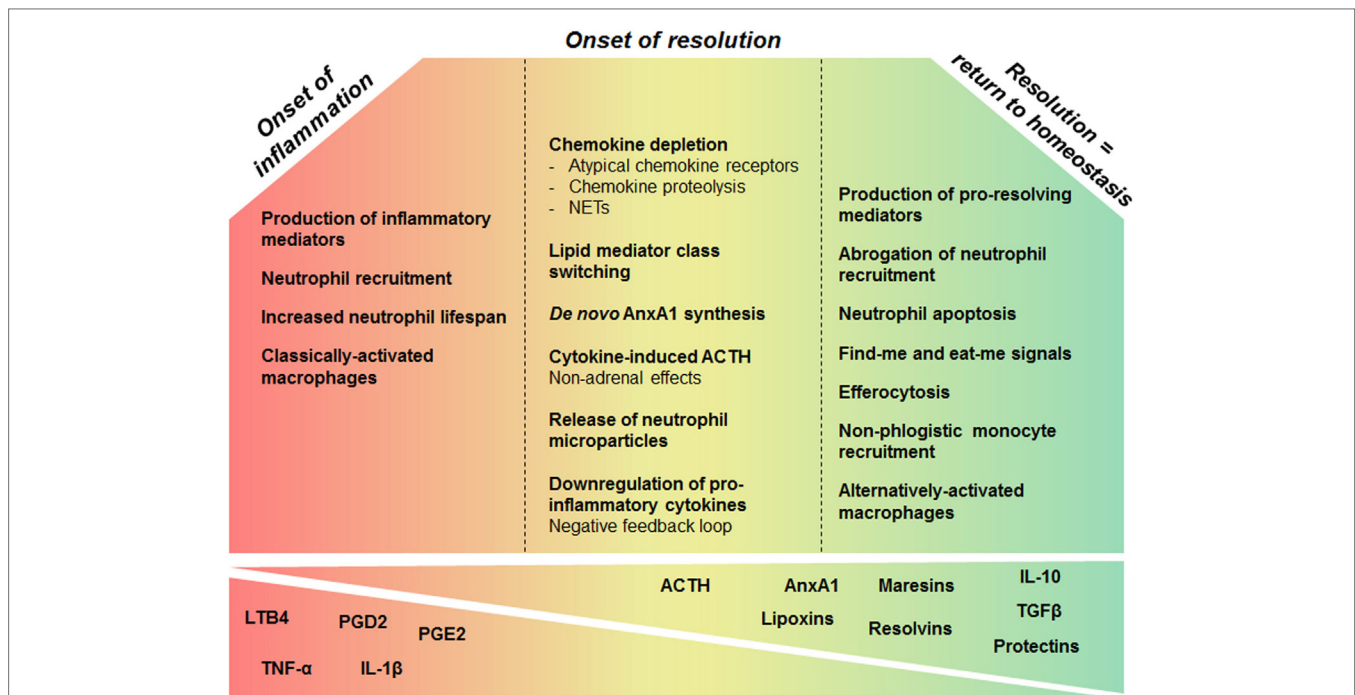 Onset of resolution
Onset of
inflammation
Resolution =
return to homeostasis
Production of inflammatory
mediators
Neutrophil recruitment
Increased neutrophil lifespan
Classically-activated
macrophages
Chemokine depletion
- Atypical chemokine receptors
- Chemokine proteolysis
- NETs
Lipid mediator class
switching
De novo AnxA1 synthesis
Cytokine-induced ACTH
Non-adrenal effects
Release of neutrophil
microparticles
Downregulation of pro-
inflammatory cytokines
Negative feedback loop
Production of pro-resolving
mediators
Abrogation of neutrophil
recruitment
Neutrophil apoptosis
Find-me and eat-me signals
Efferocytosis
Non-phlogistic monocyte
recruitment
Alternatively-activated
macrophages
LTB4
PGD2
PGE2
TNF-α
IL-1β
ACTH
AnxA1
Lipoxins
Maresins
Resolvins
IL-10
TGFβ
Protectins